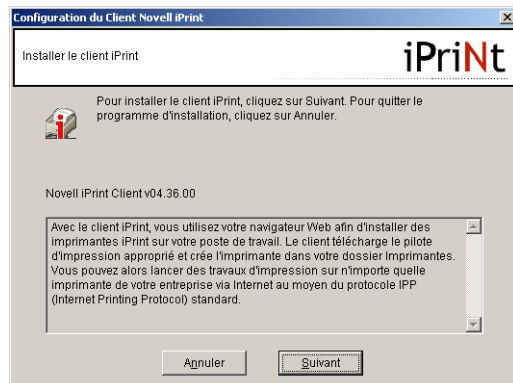 Configuration du Client Novell iPrint
Installer le client iPrint
iPriNt
Pour installer le client iPrint, cliquez sur Suivant. Pour quitter le
programme d'installation, cliquez sur Annuler.
Novell iPrint Client v04.36.00
Avec le client iPrint, vous utilisez votre navigateur Web afin d'installer des
imprimantes iPrint sur votre poste de travail. Le client télécharge le pilote
d'impression approprié et crée l'imprimante dans votre dossier Imprimantes.
Vous pouvez alors lancer des travaux d'impression sur n'importe quelle
imprimante de votre entreprise via Internet au moyen du protocole IPP
(Internet Printing Protocol) standard.
Annuler
Suivant